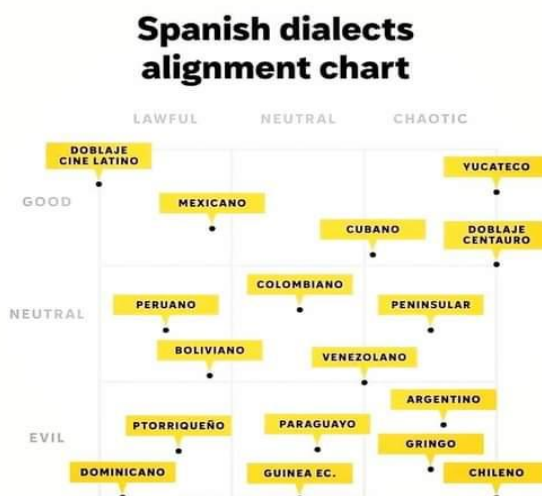 Spanish dialects
alignment chart
LAWFUL NEUTRAL CHAOTIC
DOBLAJE
CINE LATINO
YUCATECO
GOOD
MEXICANO
CUBANO
DOBLAJE
CENTAURO
COLOMBIANO
NEUTRAL
PERUANO
PENINSULAR
BOLIVIANO
VENEZOLANO
ARGENTINO
EVIL
PTORRIQUEÑO
PARAGUAYO
GRINGO
DOMINICANO
GUINEA EC.
CHILENO